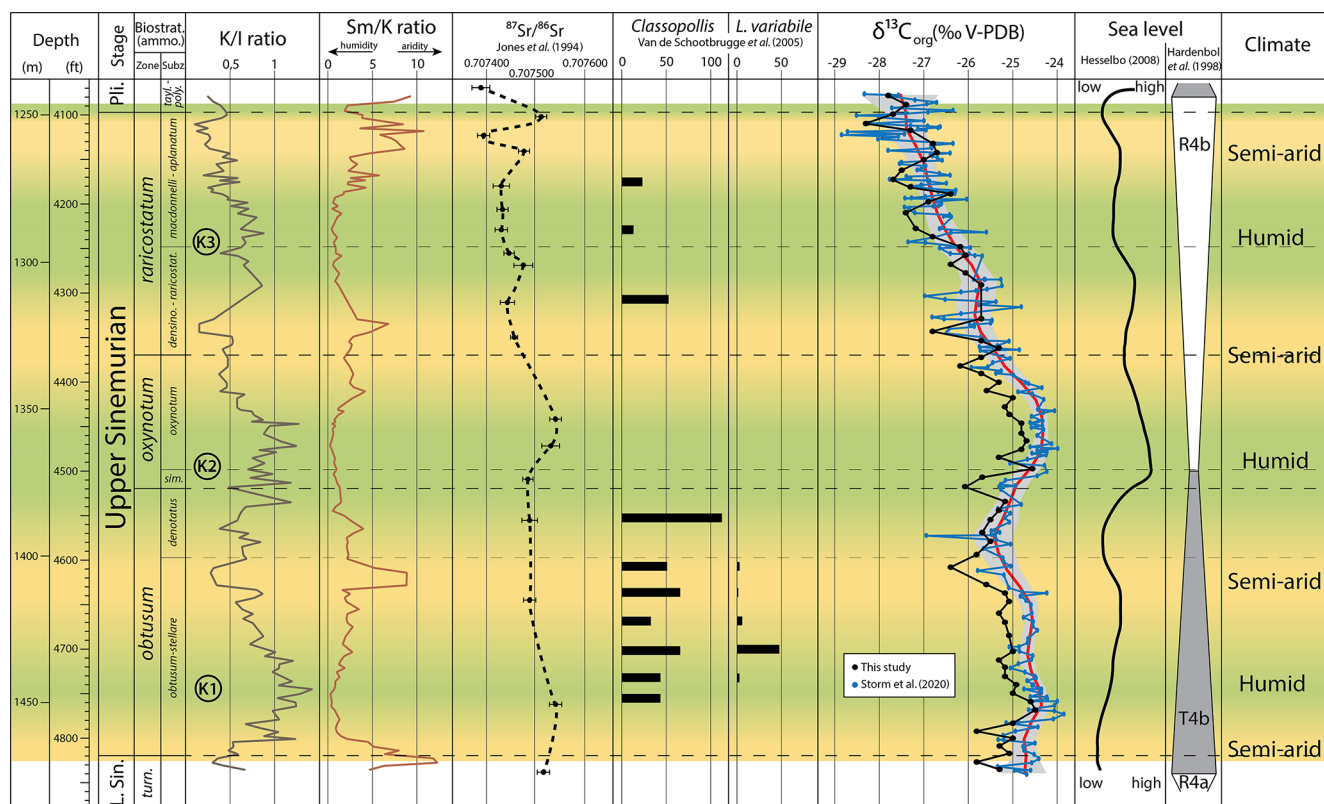 Depth
(m) (ft)
Stage
Biostrat.
(ammo.)
Zone Subz.
K/I ratio
0,5 1
Sm/K ratio
humidity aridity
0 5 10
⁸⁷Sr/⁸⁶Sr
Jones et al. (1994)
0.707400 0.707600
0.707500
Classopollis L. variabile
Van de Schootbrugge et al. (2005)
0 50 100 0 50
δ¹³Corg(‰ V-PDB)
-29 -28 -27 -26 -25 -24
Sea level
Hesselbo (2008)
Hardenbol
et al.
(1998)
low high
Climate
1250
1300
1350
1400
1450
4100
4200
4300
4400
4500
4600
4700
4800
Pli.
Upper Sinemurian
L. Sin.
raricostatum
oxynotum
obtusum
turn.
tayl.-
poly.
macdonnelli - aplanatum
densino. - raricostat.
oxynotum
sim.
denotatus
obtusum-stellare
K3
K2
K1
This study
Storm et al. (2020)
R4b
T4b
R4a
low high
Semi-arid
Humid
Semi-arid
Humid
Semi-arid
Humid
Semi-arid